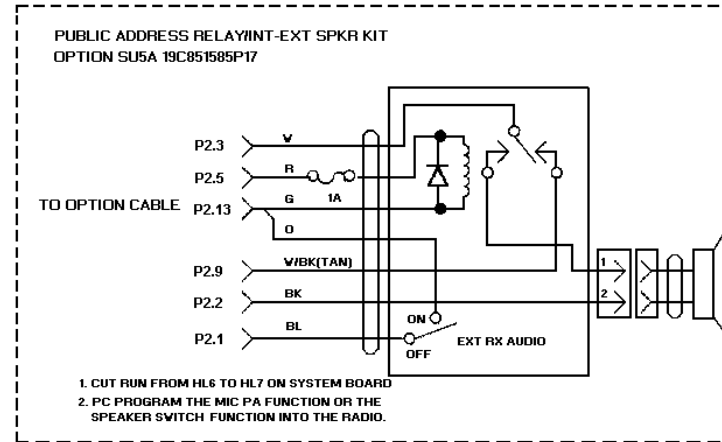 PUBLIC ADDRESS RELAY/INT-EXT SPKR KIT
OPTION SU5A 19C851585P17
P2.3 W
P2.5 R
1A
TO OPTION CABLE P2.13 G
O
P2.9 W/BK(TAN)
P2.2 BK
P2.1 BL
ON
OFF
EXT RX AUDIO
1
2
1. CUT RUN FROM HL6 TO HL7 ON SYSTEM BOARD
2. PC PROGRAM THE MIC PA FUNCTION OR THE
SPEAKER SWITCH FUNCTION INTO THE RADIO.